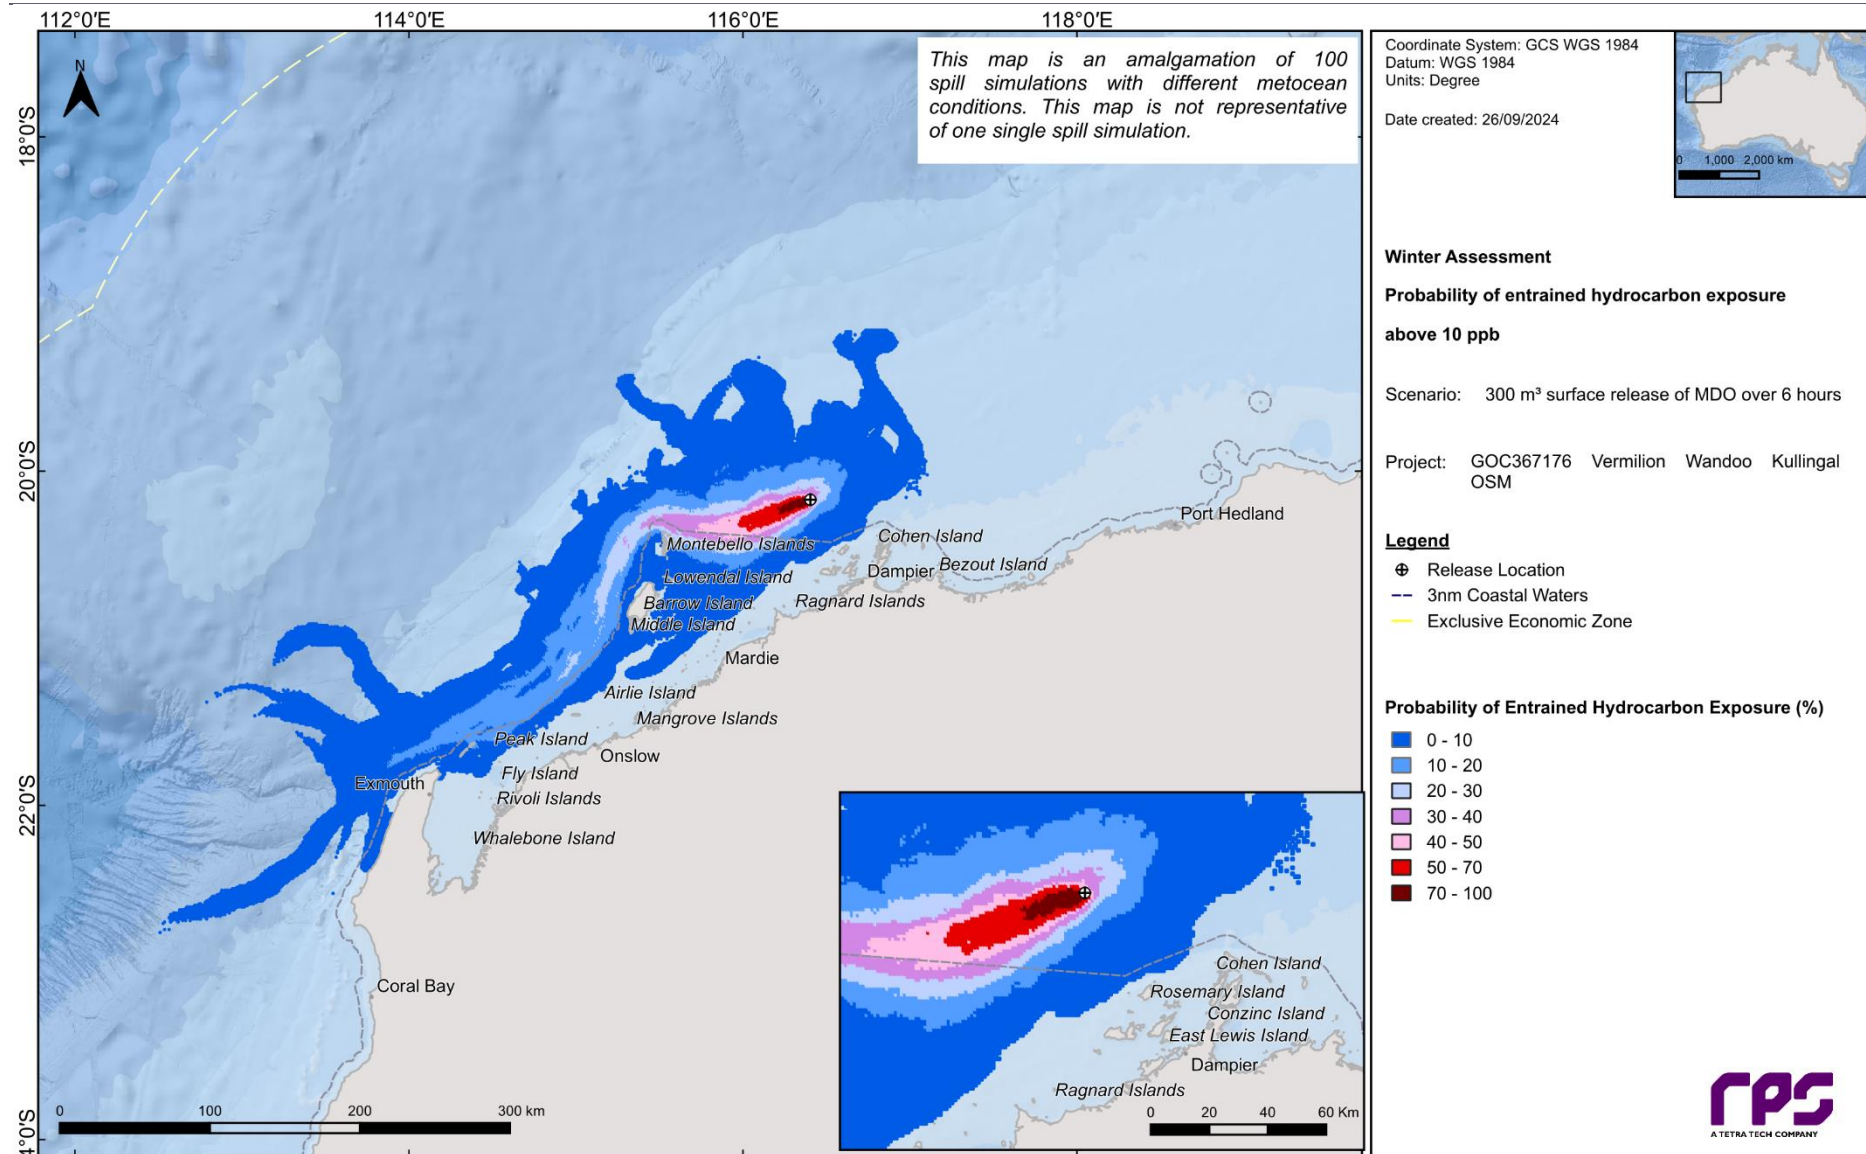 112°0'E 114°0'E 116°0'E 118°0'E
18°0'S
20°0'S
22°0'S
4°0'S
N
This map is an amalgamation of 100
spill simulations with different metocean
conditions. This map is not representative
of one single spill simulation.
Port Hedland
Cohen Island
Montebello Islands
Bezout Island
Dampier
Lowendal Island
Barrow Island
Ragnard Islands
Middle Island
Mardie
Airlie Island
Mangrove Islands
Peak Island
Onslow
Fly Island
Exmouth
Rivoli Islands
Whalebone Island
Coral Bay
0 100 200 300 km
Cohen Island
Rosemary Island
Conzinc Island
East Lewis Island
Dampier
Ragnard Islands
0 20 40 60 Km
Coordinate System: GCS WGS 1984
Datum: WGS 1984
Units: Degree
Date created: 26/09/2024
0 1,000 2,000 km
Winter Assessment
Probability of entrained hydrocarbon exposure
above 10 ppb
Scenario: 300 m³ surface release of MDO over 6 hours
Project: GOC367176 Vermilion Wandoo Kullingal
OSM
Legend
Release Location
3nm Coastal Waters
Exclusive Economic Zone
Probability of Entrained Hydrocarbon Exposure (%)
0 - 10
10 - 20
20 - 30
30 - 40
40 - 50
50 - 70
70 - 100
rps
A TETRA TECH COMPANY